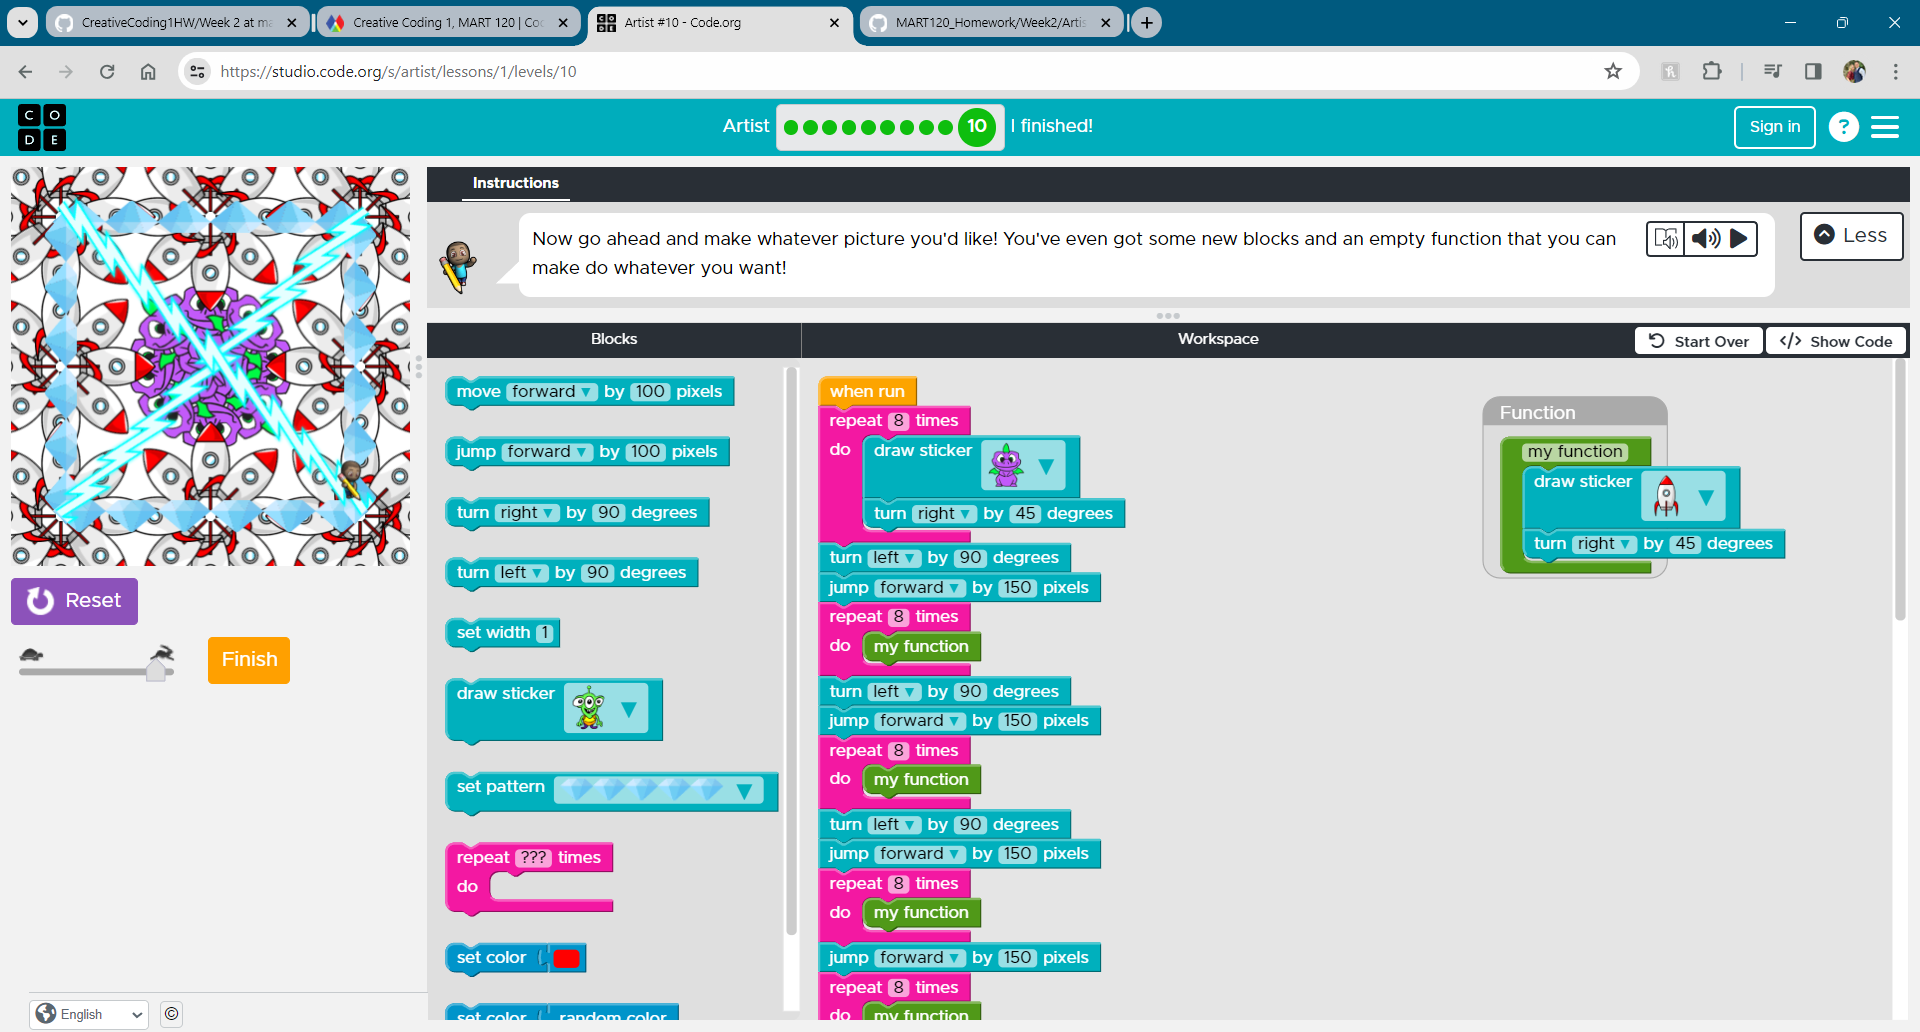 CreativeCoding1HW/Week 2 at ma
Creative Coding 1, MART 120 | Co
Artist #10 - Code.org
MART120_Homework/Week2/Artis
https://studio.code.org/s/artist/lessons/1/levels/10
C O
D E
Artist
10
I finished!
Sign in
?
Instructions
Now go ahead and make whatever picture you'd like! You've even got some new blocks and an empty function that you can
make do whatever you want!
Less
Blocks
Workspace
Start Over
</> Show Code
move forward by 100 pixels
jump forward by 100 pixels
turn right by 90 degrees
turn left by 90 degrees
set width 1
draw sticker
set pattern
repeat ??? times
do
set color
set color random color
when run
repeat 8 times
do draw sticker
turn right by 45 degrees
turn left by 90 degrees
jump forward by 150 pixels
repeat 8 times
do my function
turn left by 90 degrees
jump forward by 150 pixels
repeat 8 times
do my function
turn left by 90 degrees
jump forward by 150 pixels
repeat 8 times
do my function
jump forward by 150 pixels
repeat 8 times
do my function
Function
my function
draw sticker
turn right by 45 degrees
Reset
Finish
English
©